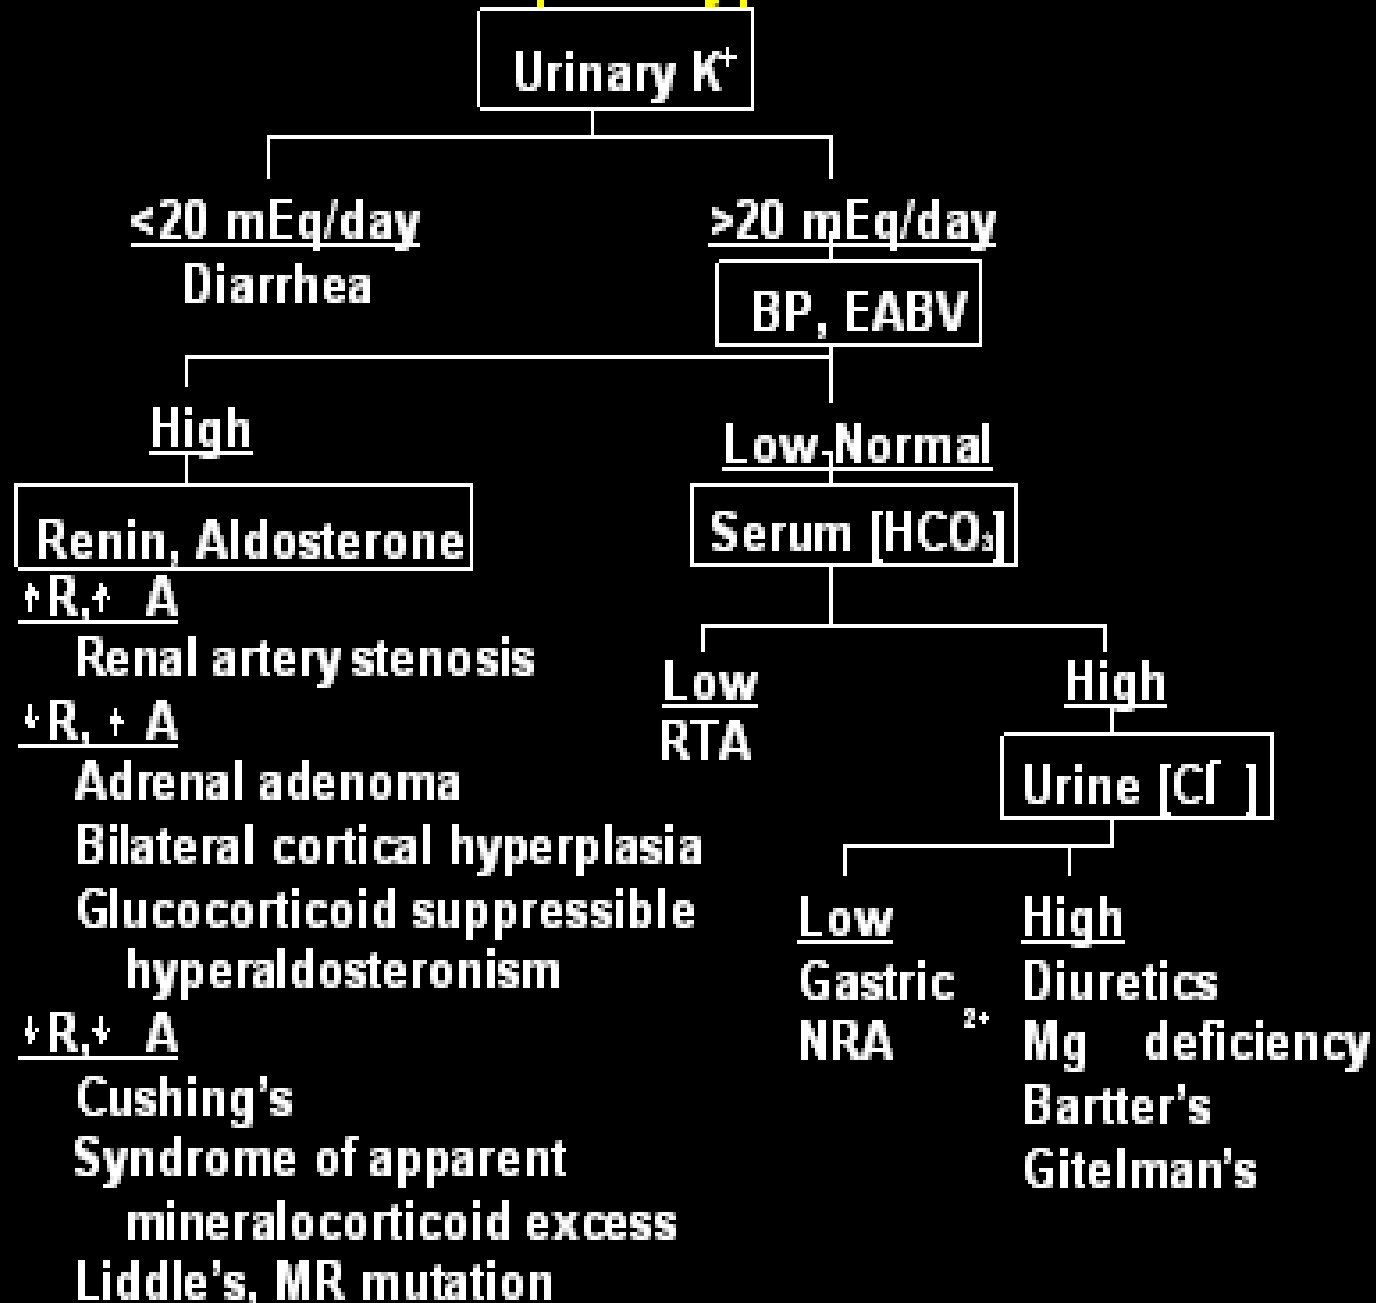 Urinary K⁺
<20 mEq/day
>20 mEq/day
Diarrhea
BP, EABV
High
Low-Normal
Renin, Aldosterone
Serum [HCO₃]
↑R,↑ A
Renal artery stenosis
Low
RTA
High
↓R, ↑ A
Urine [Cl⁻]
Adrenal adenoma
Bilateral cortical hyperplasia
Glucocorticoid suppressible
hyperaldosteronism
Low
Gastric
NRA
High
Diuretics
Mg²⁺ deficiency
Bartter's
Gitelman's
↓R,↓ A
Cushing's
Syndrome of apparent
mineralocorticoid excess
Liddle's, MR mutation